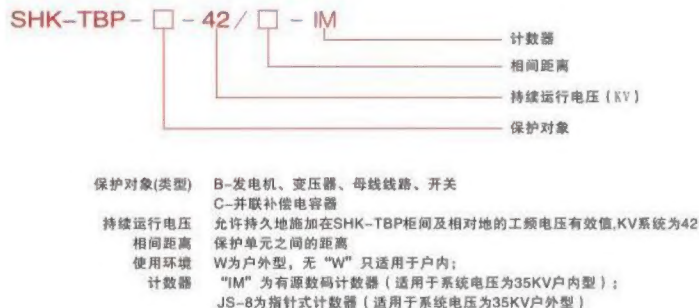 SHK-TBP-□-42/□-IM
计数器
相间距离
持续运行电压(KV)
保护对象
保护对象(类型) B-发电机、变压器、母线线路、开关
C-并联补偿电容器
持续运行电压 允许持久地施加在SHK-TBP柜间及相对地的工频电压有效值,KV系统为42
相间距离 保护单元之间的距离
使用环境 W为户外型，无“W”只适用于户内；
计数器 “IM”为有源数码计数器（适用于系统电压为35KV户内型）；
JS-8为指针式计数器（适用于系统电压为35KV户外型）